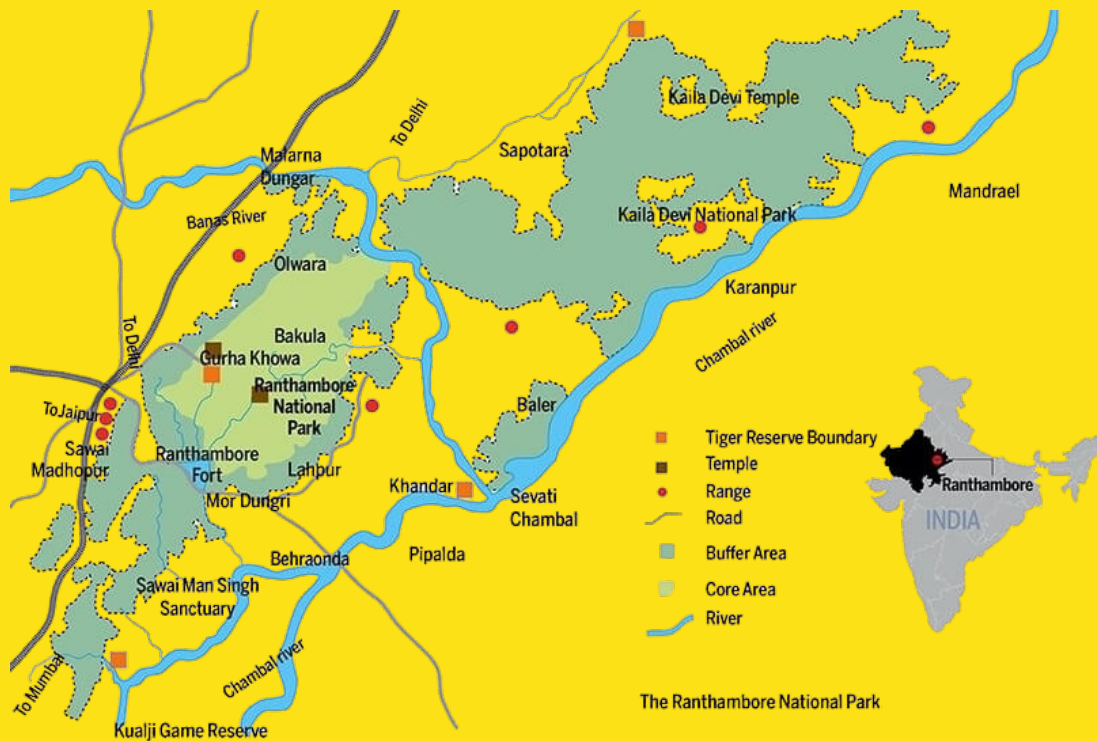 Kaila Devi Temple
To Delhi
Sapotara
Malarna
Dungar
Mandrael
Banas River
Kaila Devi National Park
Olwara
Karanpur
Chambal river
To Delhi
Bakula
Gurha Khowa
Ranthambore
National
Park
Baler
ToJaipur
Sawai
Madhopur
Ranthambore
Fort
Lahpur
Mor Dungri
Khandar
Sevati
Chambal
Behraonda
Pipalda
Sawai Man Singh
Sanctuary
To Mumbai
Chambal river
Kualji Game Reserve
Tiger Reserve Boundary
Temple
Range
Road
Buffer Area
Core Area
River
Ranthambore
INDIA
The Ranthambore National Park